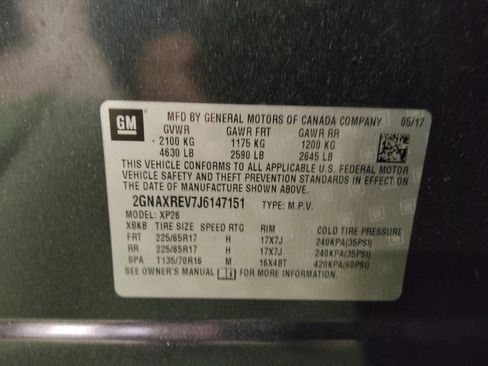 GM
MFD BY GENERAL MOTORS OF CANADA COMPANY 05/17
GVWR GAWR FRT GAWR RR
2100 KG 1175 KG 1200 KG
4630 LB 2590 LB 2645 LB
THIS VEHICLE CONFORMS TO ALL APPLICABLE U.S. FEDERAL MOTOR
VEHICLE SAFETY AND THEFT PREVENTION STANDARDS IN EFFECT ON
THE DATE OF MANUFACTURE SHOWN ABOVE.
2GNAXREV7J6147151 TYPE: M.P.V.
MODEL: XP26
XBKB TIRE SIZE SPEED RTG RIM COLD TIRE PRESSURE
FRT 225/65R17 H 17X7J 240KPA(35PSI)
RR 225/65R17 H 17X7J 240KPA(35PSI)
SPA T135/70R16 M 16X4BT 420KPA(60PSI)
SEE OWNER'S MANUAL